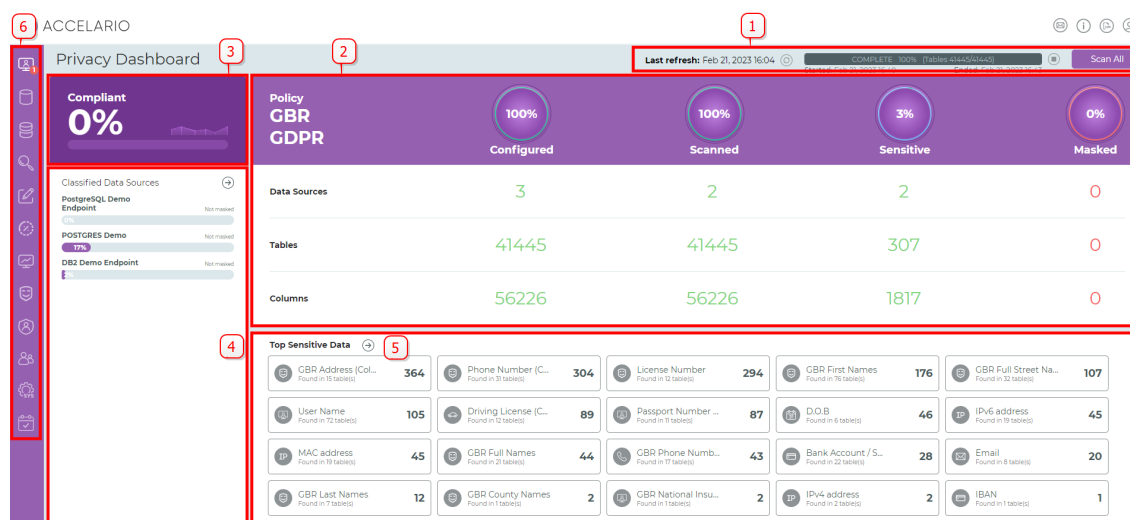 6
ACCELARIO
1
Privacy Dashboard
3
2
Last refresh: Feb 21, 2023 16:04
COMPLETE 100% (Tables 41445/41445)
Scan All
Compliant
0%
Policy
GBR
GDPR
100%
Configured
100%
Scanned
3%
Sensitive
0%
Masked
Classified Data Sources
PostgreSQL Demo
Endpoint
Not masked
0%
POSTGRES Demo
Not masked
17%
DB2 Demo Endpoint
Not masked
Data Sources
3
2
2
0
Tables
41445
41445
307
0
Columns
56226
56226
1817
0
4
Top Sensitive Data
5
GBR Address (Col...
Found in 15 table(s)
364
Phone Number (C...
Found in 31 table(s)
304
License Number
Found in 12 table(s)
294
GBR First Names
Found in 76 table(s)
176
GBR Full Street Na...
Found in 32 table(s)
107
User Name
Found in 72 table(s)
105
Driving License (C...
Found in 12 table(s)
89
Passport Number ...
Found in 11 table(s)
87
D.O.B
Found in 6 table(s)
46
IP
IPv6 address
Found in 19 table(s)
45
IP
MAC address
Found in 19 table(s)
45
GBR Full Names
Found in 21 table(s)
44
GBR Phone Numb...
Found in 17 table(s)
43
Bank Account / S...
Found in 22 table(s)
28
Email
Found in 8 table(s)
20
GBR Last Names
Found in 7 table(s)
12
GBR County Names
Found in 1 table(s)
2
GBR National Insu...
Found in 1 table(s)
2
IP
IPv4 address
Found in 2 table(s)
2
IBAN
Found in 1 table(s)
1